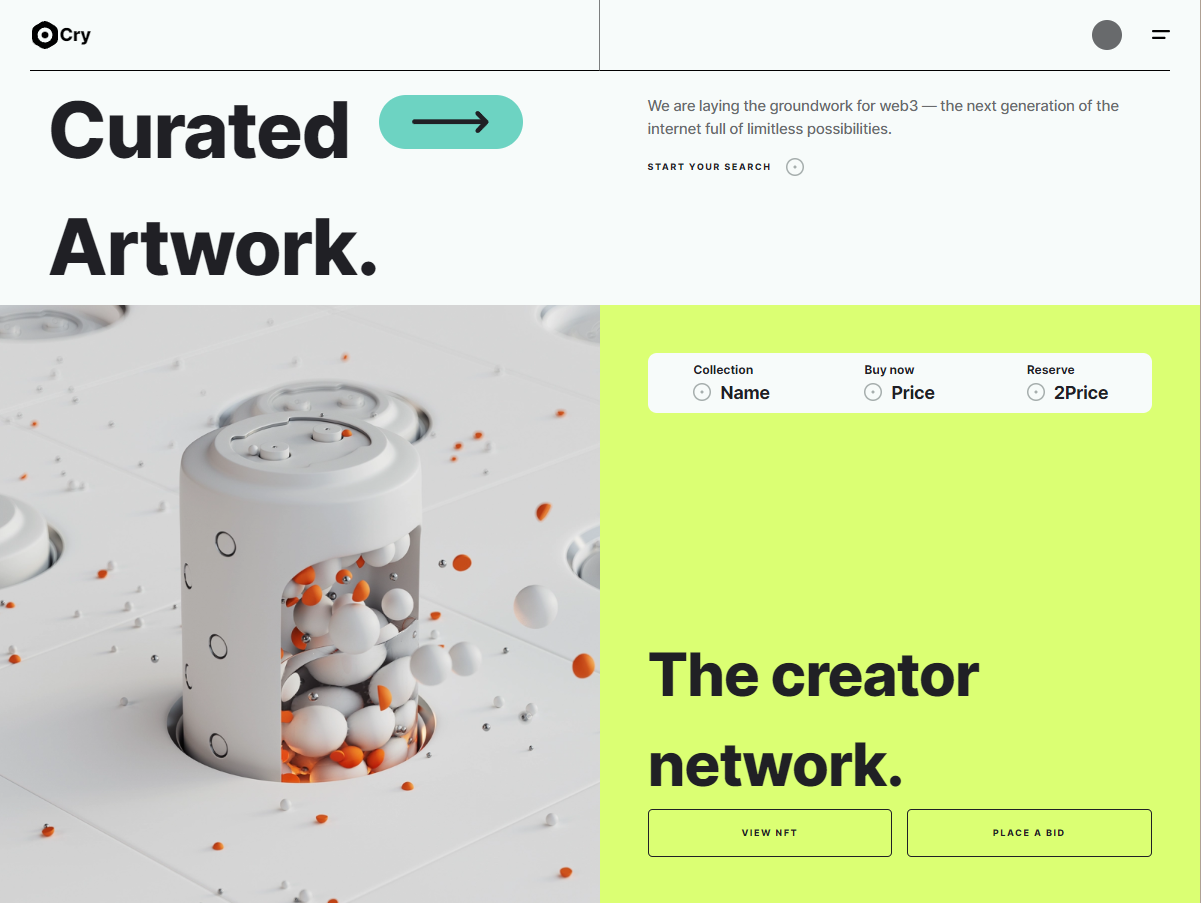 Cry
Curated
Artwork.
We are laying the groundwork for web3 — the next generation of the
internet full of limitless possibilities.
START YOUR SEARCH
Collection
Name
Buy now
Price
Reserve
2Price
The creator
network.
VIEW NFT
PLACE A BID